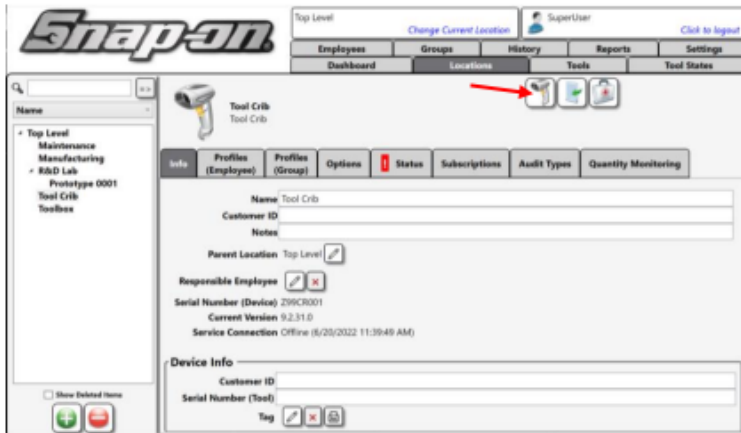 Snap-on
Top Level
Change Current Location
SuperUser
Click to logout
Employees Groups History Reports Settings
Dashboard Locations Tools Tool States
Name
Top Level
Maintenance
Manufacturing
R&D Lab
Prototype 0001
Tool Crib
Toolbox
Show Deleted Items
Tool Crib
Tool Crib
Info Profiles (Employee) Profiles (Group) Options ! Status Subscriptions Audit Types Quantity Monitoring
Name Tool Crib
Customer ID
Notes
Parent Location Top Level
Responsible Employee
Serial Number (Device) Z99CR001
Current Version 9.2.31.0
Service Connection Offline (6/20/2022 11:39:49 AM)
Device Info
Customer ID
Serial Number (Tool)
Tag